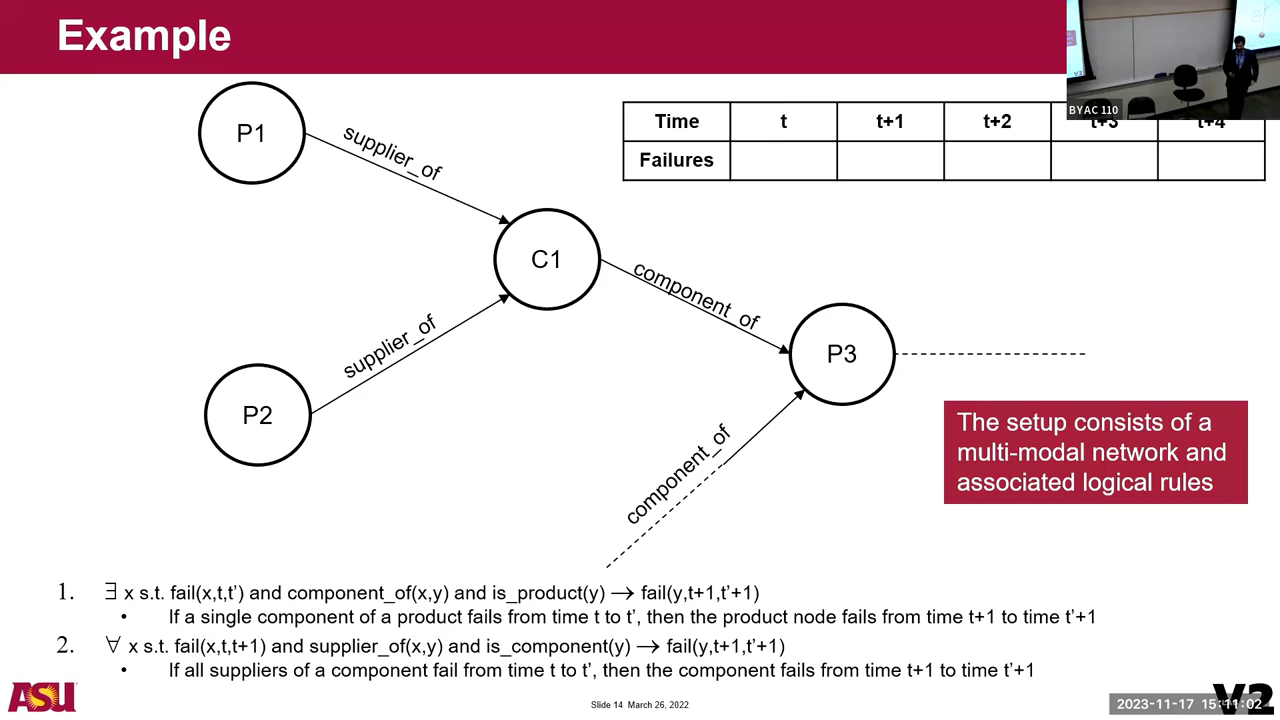 Example
BYAC 110
P1
supplier_of
Time t t+1 t+2 t+3 t+4
Failures
C1
component_of
supplier_of
P3
P2
component_of
The setup consists of a
multi-modal network and
associated logical rules
1. ∃ x s.t. fail(x,t,t’) and component_of(x,y) and is_product(y) → fail(y,t+1,t’+1)
• If a single component of a product fails from time t to t’, then the product node fails from time t+1 to time t’+1
2. ∀ x s.t. fail(x,t,t+1) and supplier_of(x,y) and is_component(y) → fail(y,t+1,t’+1)
• If all suppliers of a component fail from time t to t’, then the component fails from time t+1 to time t’+1
ASU
Slide 14 March 26, 2022
V2
2023-11-17 15:11:02